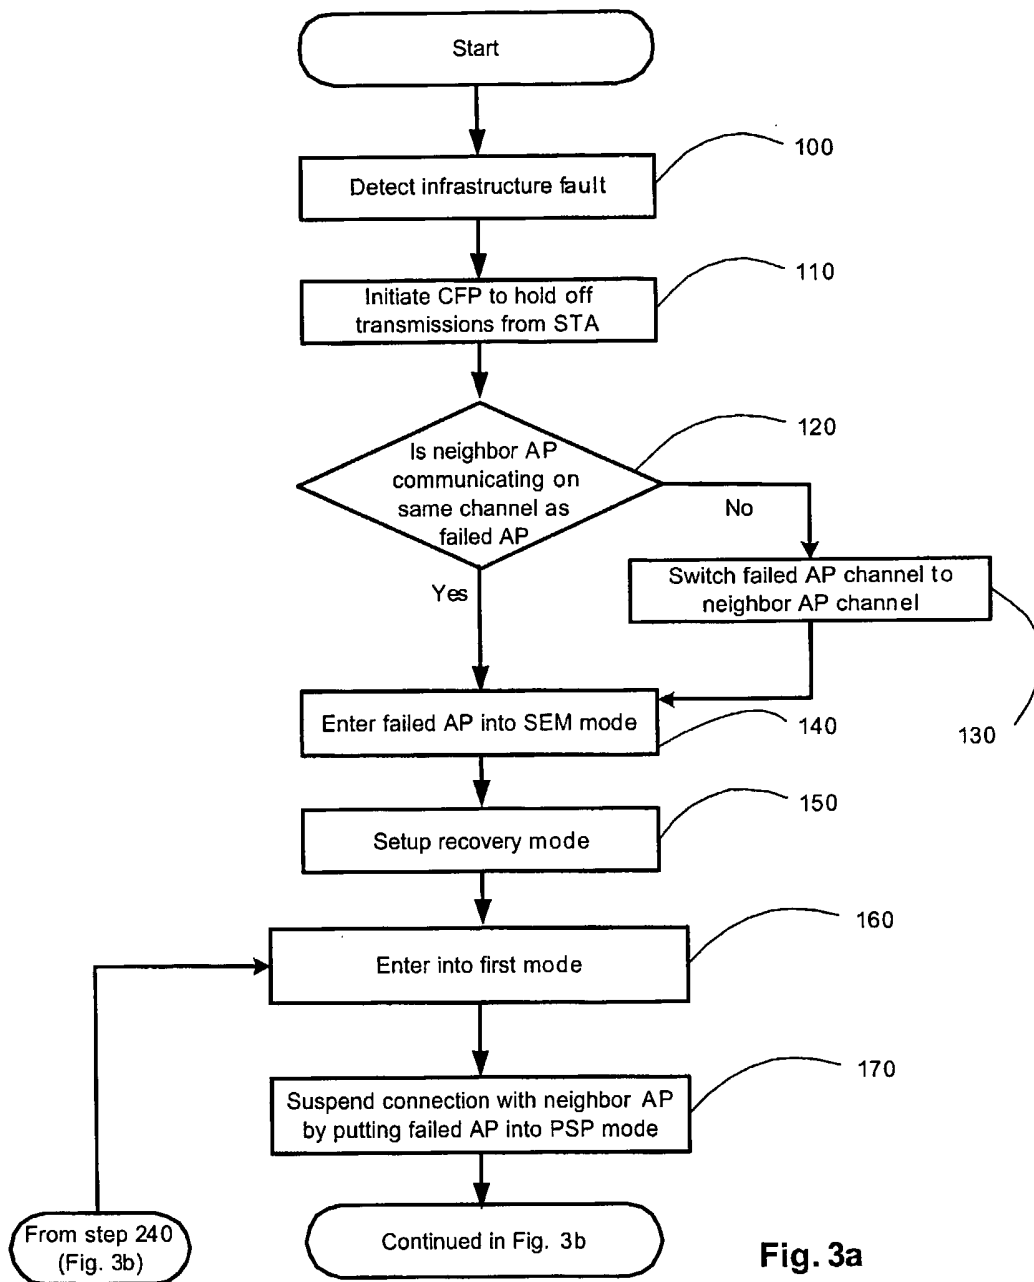 Start
100
Detect infrastructure fault
110
Initiate CFP to hold off
transmissions from STA
120
Is neighbor AP
communicating on
same channel as
failed AP
No
Yes
Switch failed AP channel to
neighbor AP channel
130
Enter failed AP into SEM mode
140
150
Setup recovery mode
160
Enter into first mode
170
Suspend connection with neighbor AP
by putting failed AP into PSP mode
From step 240
(Fig. 3b)
Continued in Fig. 3b
Fig. 3a